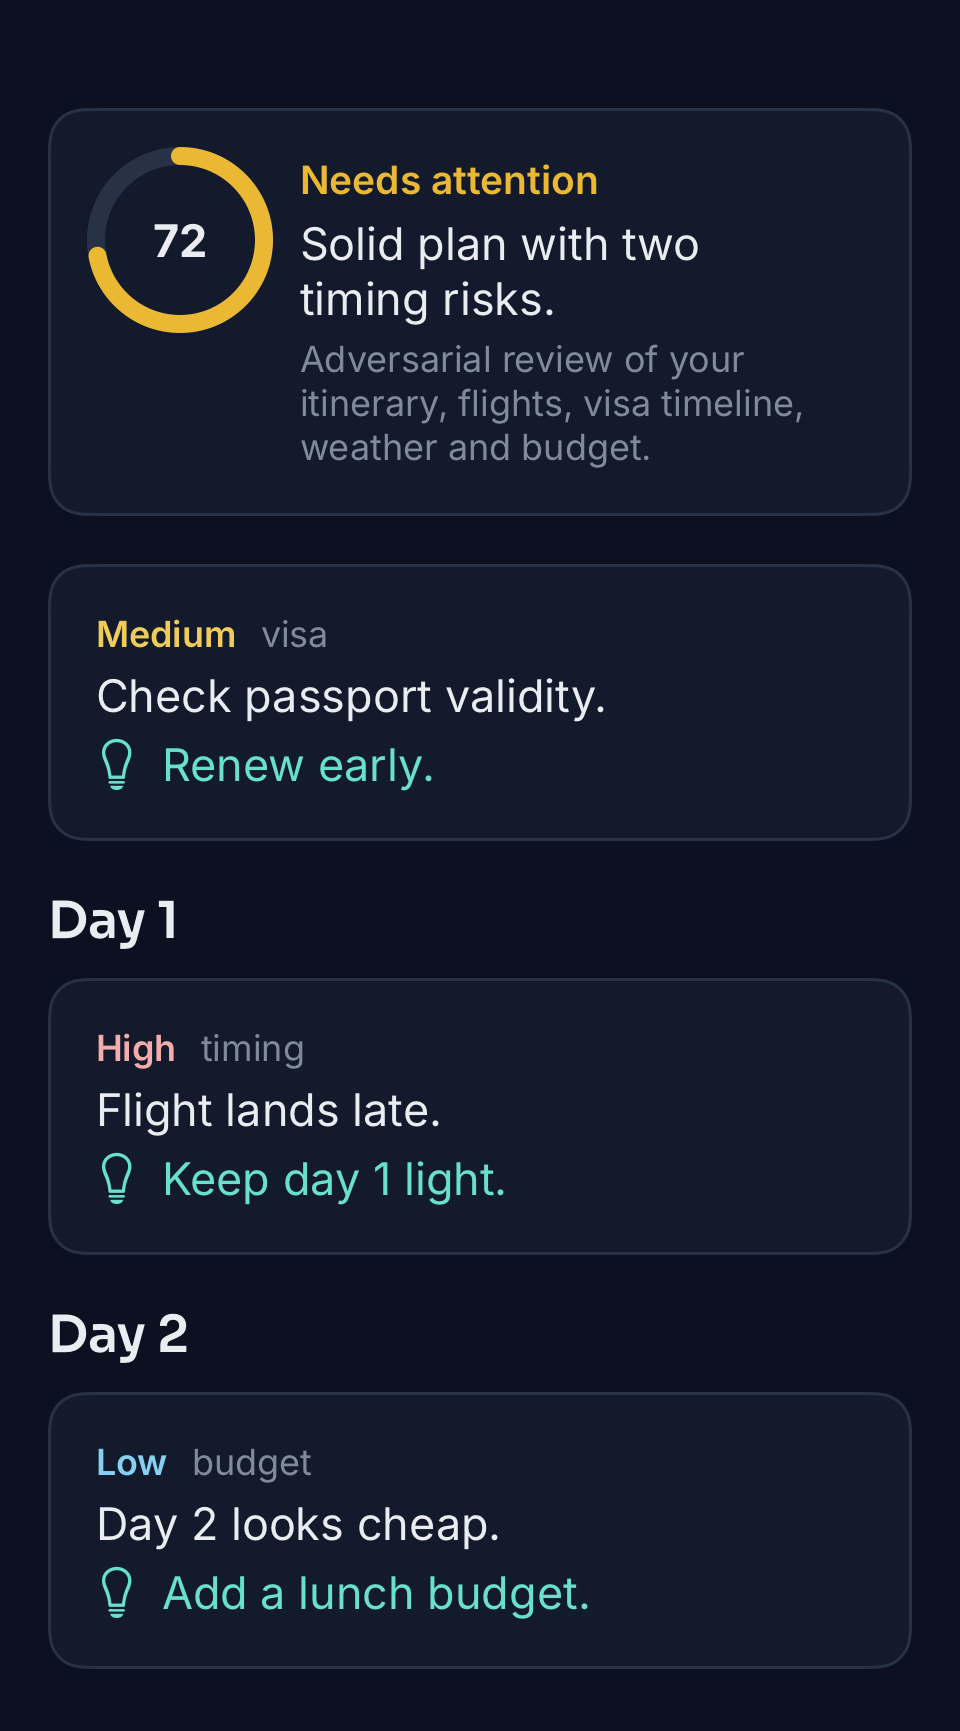 72
Needs attention
Solid plan with two
timing risks.
Adversarial review of your
itinerary, flights, visa timeline,
weather and budget.
Medium visa
Check passport validity.
Renew early.
Day 1
High timing
Flight lands late.
Keep day 1 light.
Day 2
Low budget
Day 2 looks cheap.
Add a lunch budget.